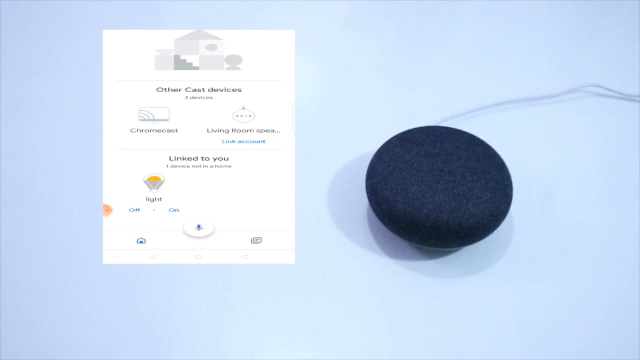 Other Cast devices
2 devices
Chromecast
Living Room spea...
Link account
Linked to you
1 device not in a home
light
Off
On